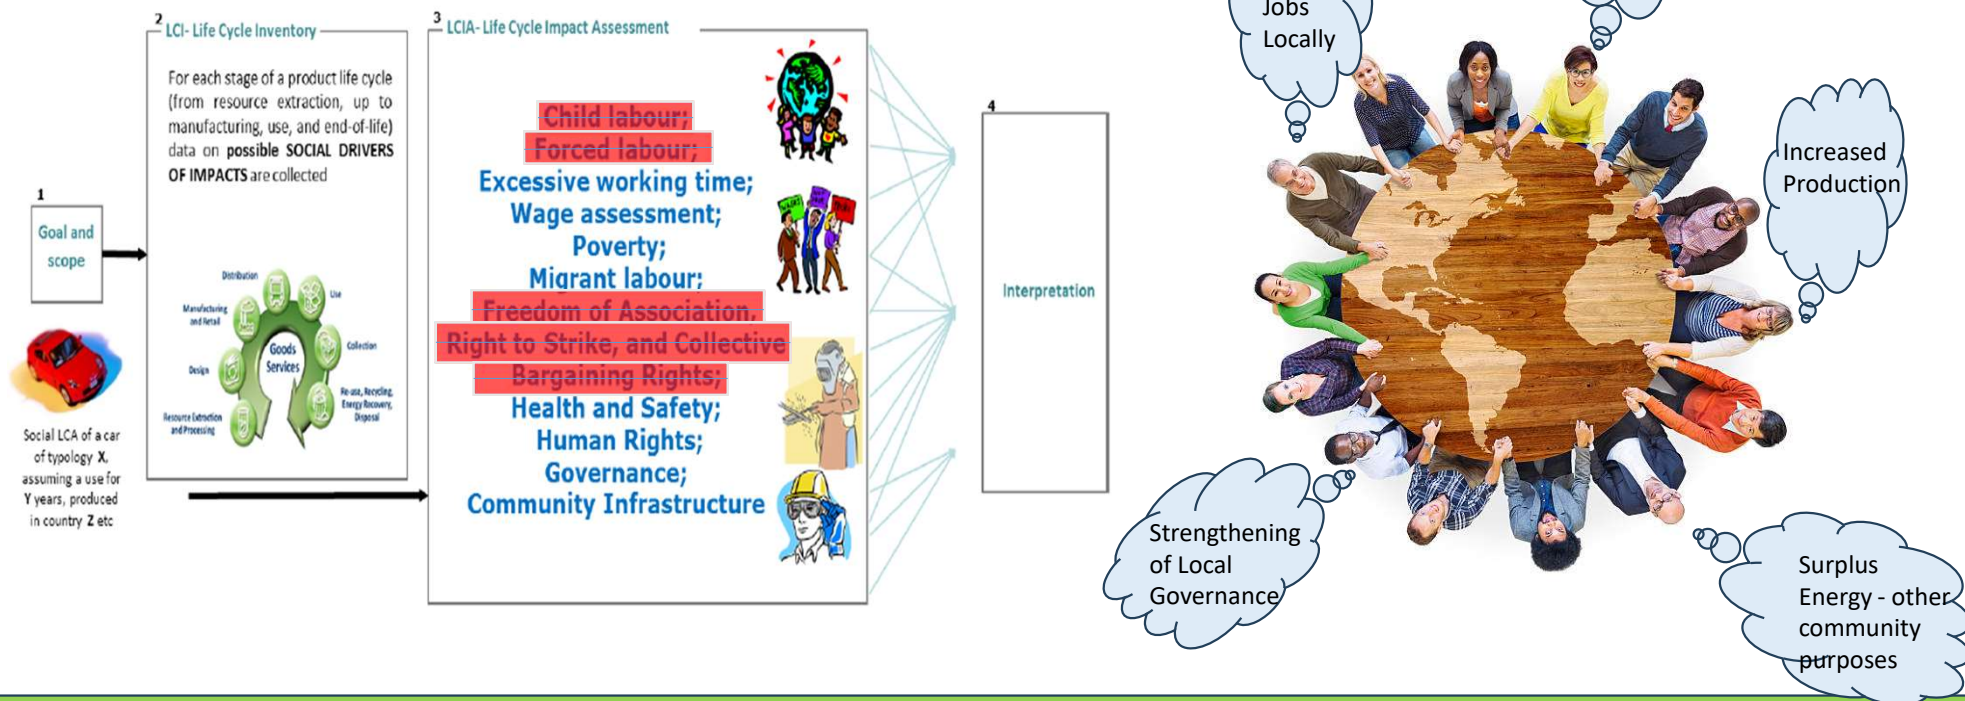 1
Goal and
scope
Social LCA of a car
of typology X,
assuming a use for
Y years, produced
in country Z etc
2
LCI- Life Cycle Inventory
For each stage of a product life cycle
(from resource extraction, up to
manufacturing, use, and end-of-life)
data on possible SOCIAL DRIVERS
OF IMPACTS are collected
Distribution
Use
Manufacturing
and Retail
Collection
Goods
Services
Design
Re-use, Recycling,
Energy Recovery,
Disposal
Resource Extraction
and Processing
3
LCIA- Life Cycle Impact Assessment
Child labour;
Forced labour;
Excessive working time;
Wage assessment;
Poverty;
Migrant labour;
Freedom of Association,
Right to Strike, and Collective
Bargaining Rights;
Health and Safety;
Human Rights;
Governance;
Community Infrastructure
4
Interpretation
Jobs
Locally
Increased
Production
Strengthening
of Local
Governance
Surplus
Energy - other
community
purposes